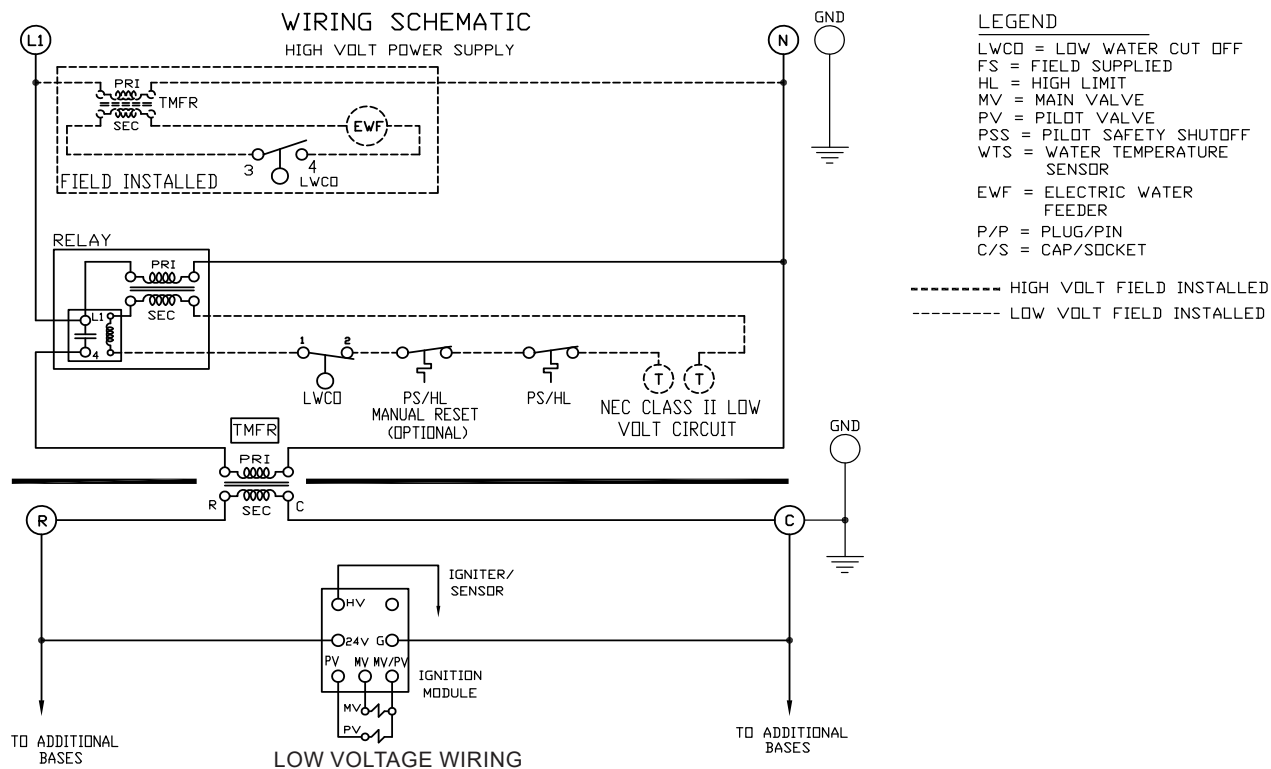 WIRING SCHEMATIC
HIGH VOLT POWER SUPPLY
L1
N
GND
PRI
TMFR
SEC
EWF
3
4
LWCO
FIELD INSTALLED
RELAY
PRI
SEC
L1
4
1
2
LWCO
PS/HL
MANUAL RESET
(OPTIONAL)
PS/HL
T
T
NEC CLASS II LOW
VOLT CIRCUIT
TMFR
PRI
R
SEC
C
GND
R
C
IGNITER/
SENSOR
HV
24V
G
PV
MV
MV/PV
IGNITION
MODULE
MV
PV
TO ADDITIONAL
BASES
TO ADDITIONAL
BASES
LOW VOLTAGE WIRING
LEGEND
LWCO = LOW WATER CUT OFF
FS = FIELD SUPPLIED
HL = HIGH LIMIT
MV = MAIN VALVE
PV = PILOT VALVE
PSS = PILOT SAFETY SHUTOFF
WTS = WATER TEMPERATURE
SENSOR
EWF = ELECTRIC WATER
FEEDER
P/P = PLUG/PIN
C/S = CAP/SOCKET
HIGH VOLT FIELD INSTALLED
LOW VOLT FIELD INSTALLED